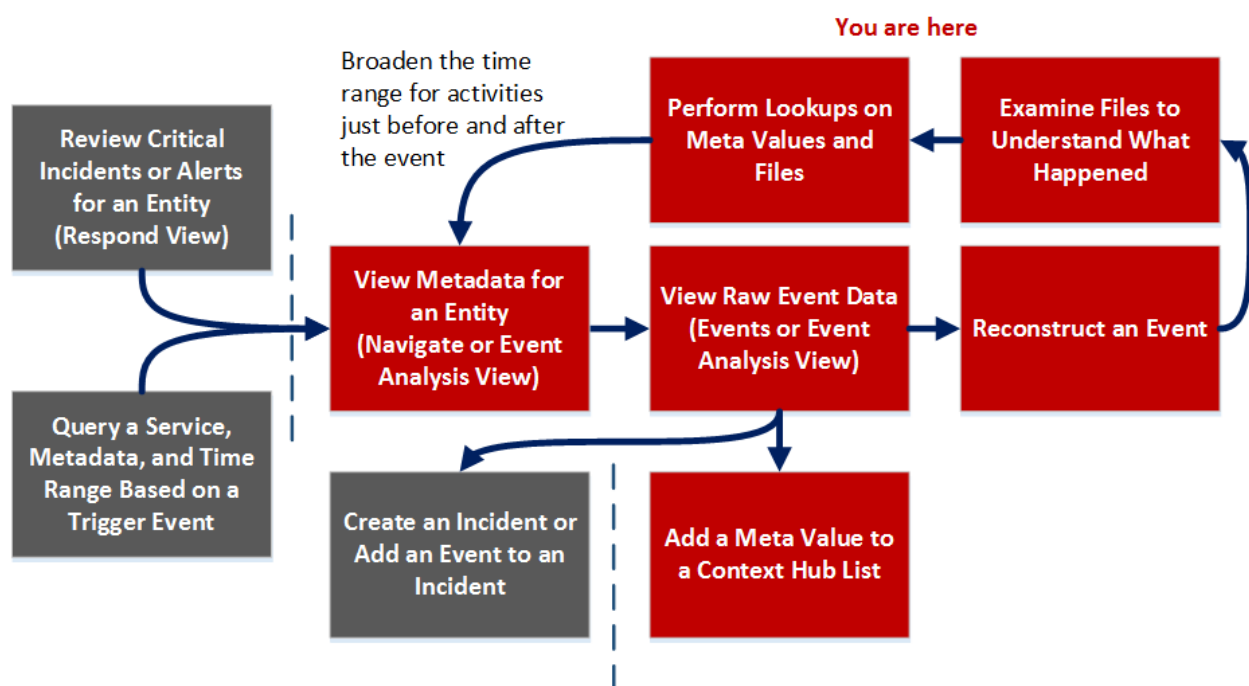 You are here
Broaden the time
range for activities
just before and after
the event
Perform Lookups on
Meta Values and
Files
Examine Files to
Understand What
Happened
Review Critical
Incidents or Alerts
for an Entity
(Respond View)
View Metadata for
an Entity
(Navigate or Event
Analysis View)
View Raw Event Data
(Events or Event
Analysis View)
Reconstruct an Event
Query a Service,
Metadata, and Time
Range Based on a
Trigger Event
Create an Incident or
Add an Event to an
Incident
Add a Meta Value to
a Context Hub List